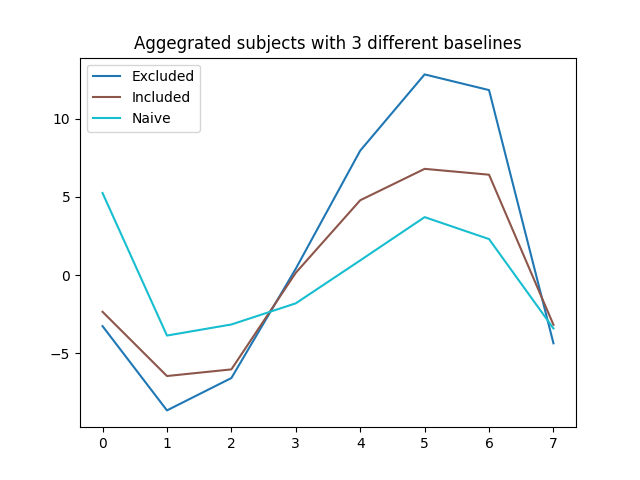 Aggegrated subjects with 3 different baselines
Excluded
Included
Naive
10
5
0
−5
0 1 2 3 4 5 6 7